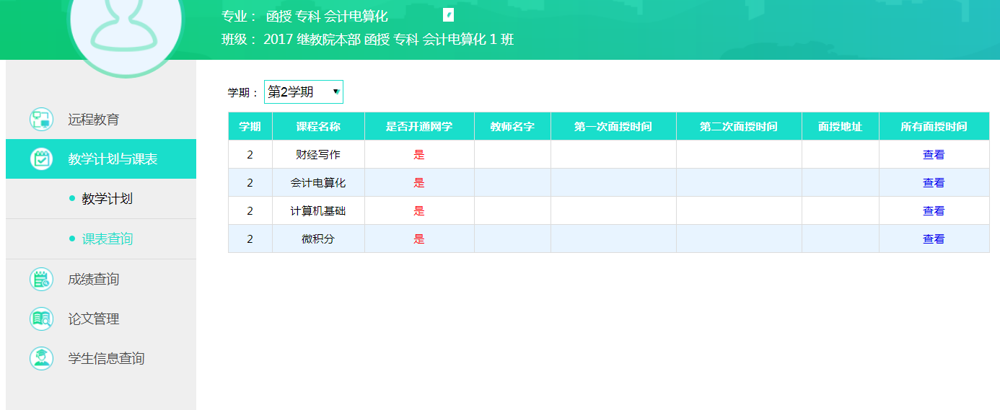 专业： 函授 专科 会计电算化
班级： 2017 继教院本部 函授 专科 会计电算化 1 班
远程教育
教学计划与课表
教学计划
课表查询
成绩查询
论文管理
学生信息查询
学期： 第2学期
学期 课程名称 是否开通网学 教师名字 第一次面授时间 第二次面授时间 面授地址 所有面授时间
2 财经写作 是 查看
2 会计电算化 是 查看
2 计算机基础 是 查看
2 微积分 是 查看